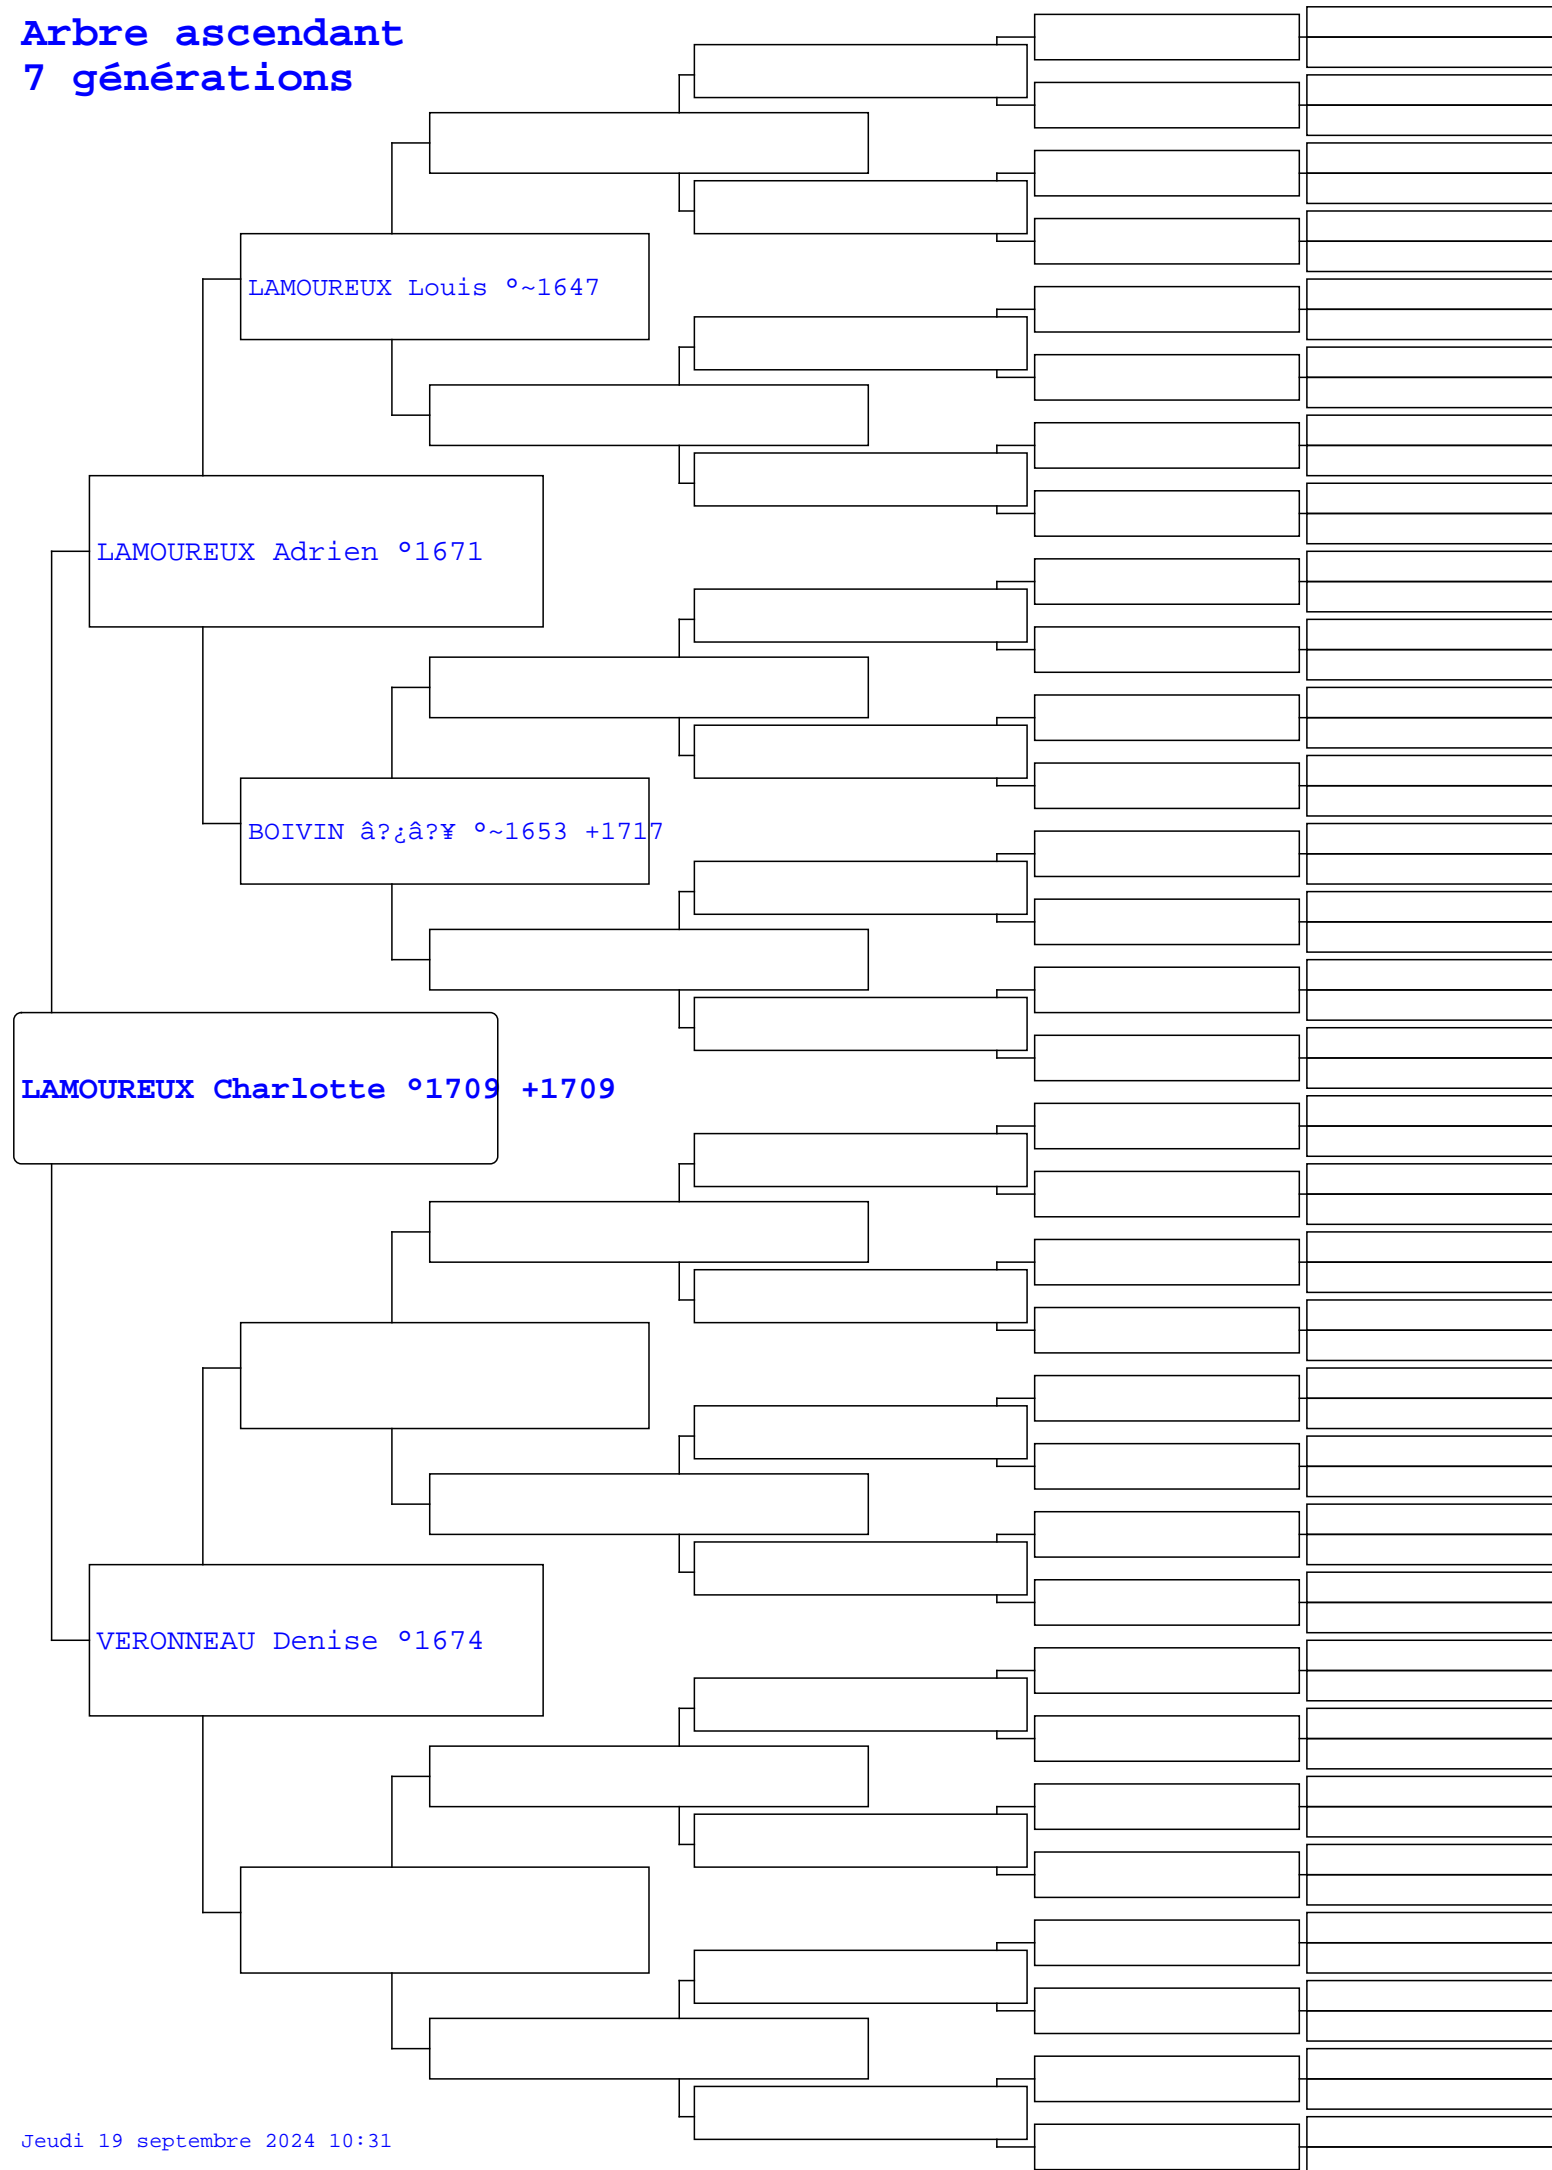 Arbre ascendant
7 générations
LAMOUREUX Louis °~1647
LAMOUREUX Adrien °1671
BOIVIN â?¿â?¥ °~1653 +1717
LAMOUREUX Charlotte °1709 +1709
VERONNEAU Denise °1674
Jeudi 19 septembre 2024 10:31